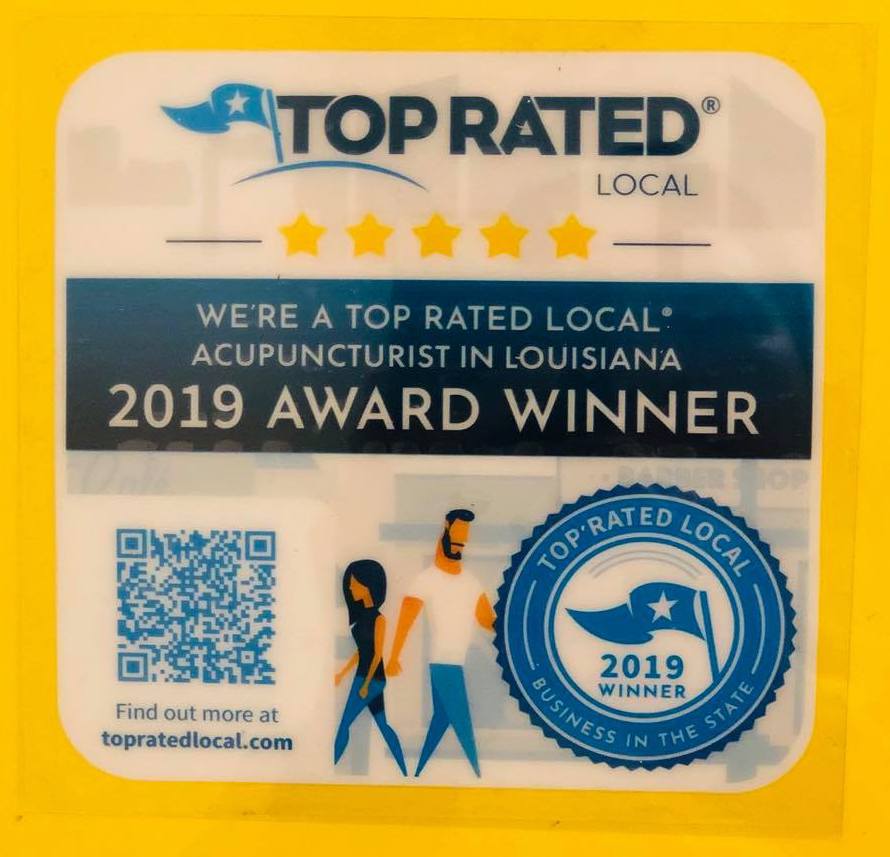 TOP RATED®
LOCAL
WE'RE A TOP RATED LOCAL®
ACUPUNCTURIST IN LOUISIANA
2019 AWARD WINNER
BARBER SHOP
TOP RATED LOCAL
2019
WINNER
BUSINESS IN THE STATE
Find out more at
topratedlocal.com